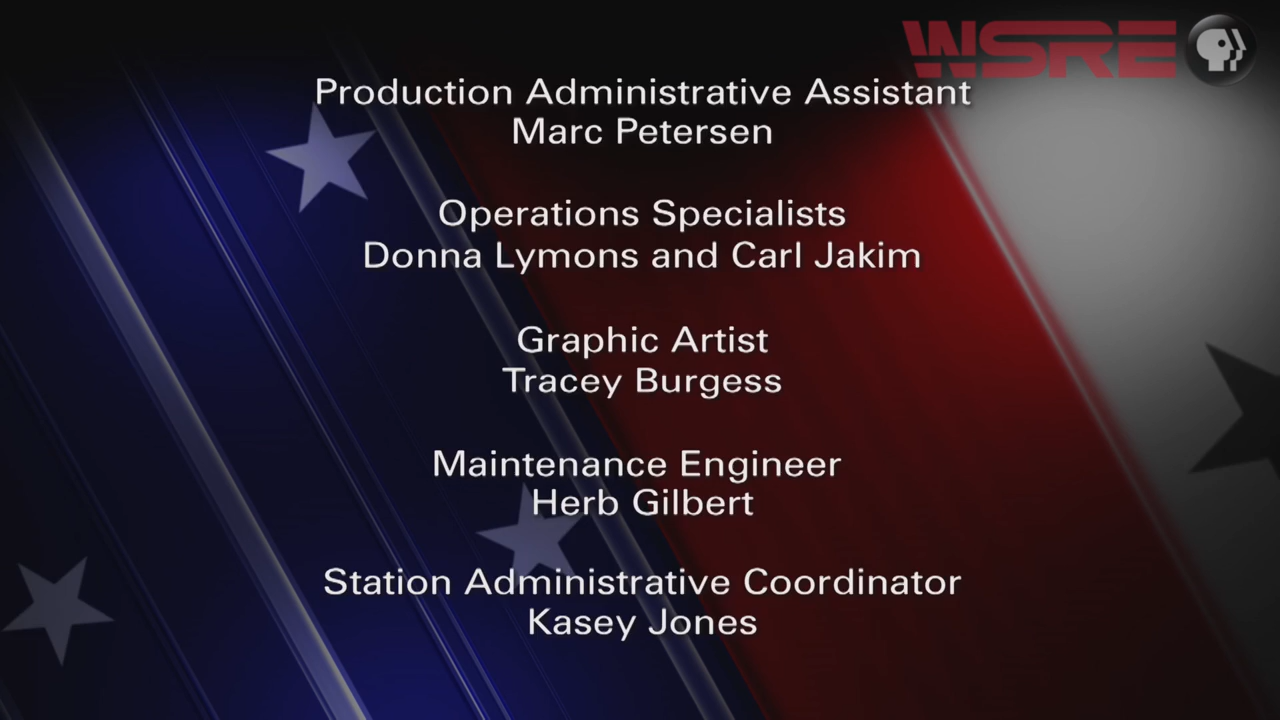 WSRE
Production Administrative Assistant
Marc Petersen
Operations Specialists
Donna Lymons and Carl Jakim
Graphic Artist
Tracey Burgess
Maintenance Engineer
Herb Gilbert
Station Administrative Coordinator
Kasey Jones